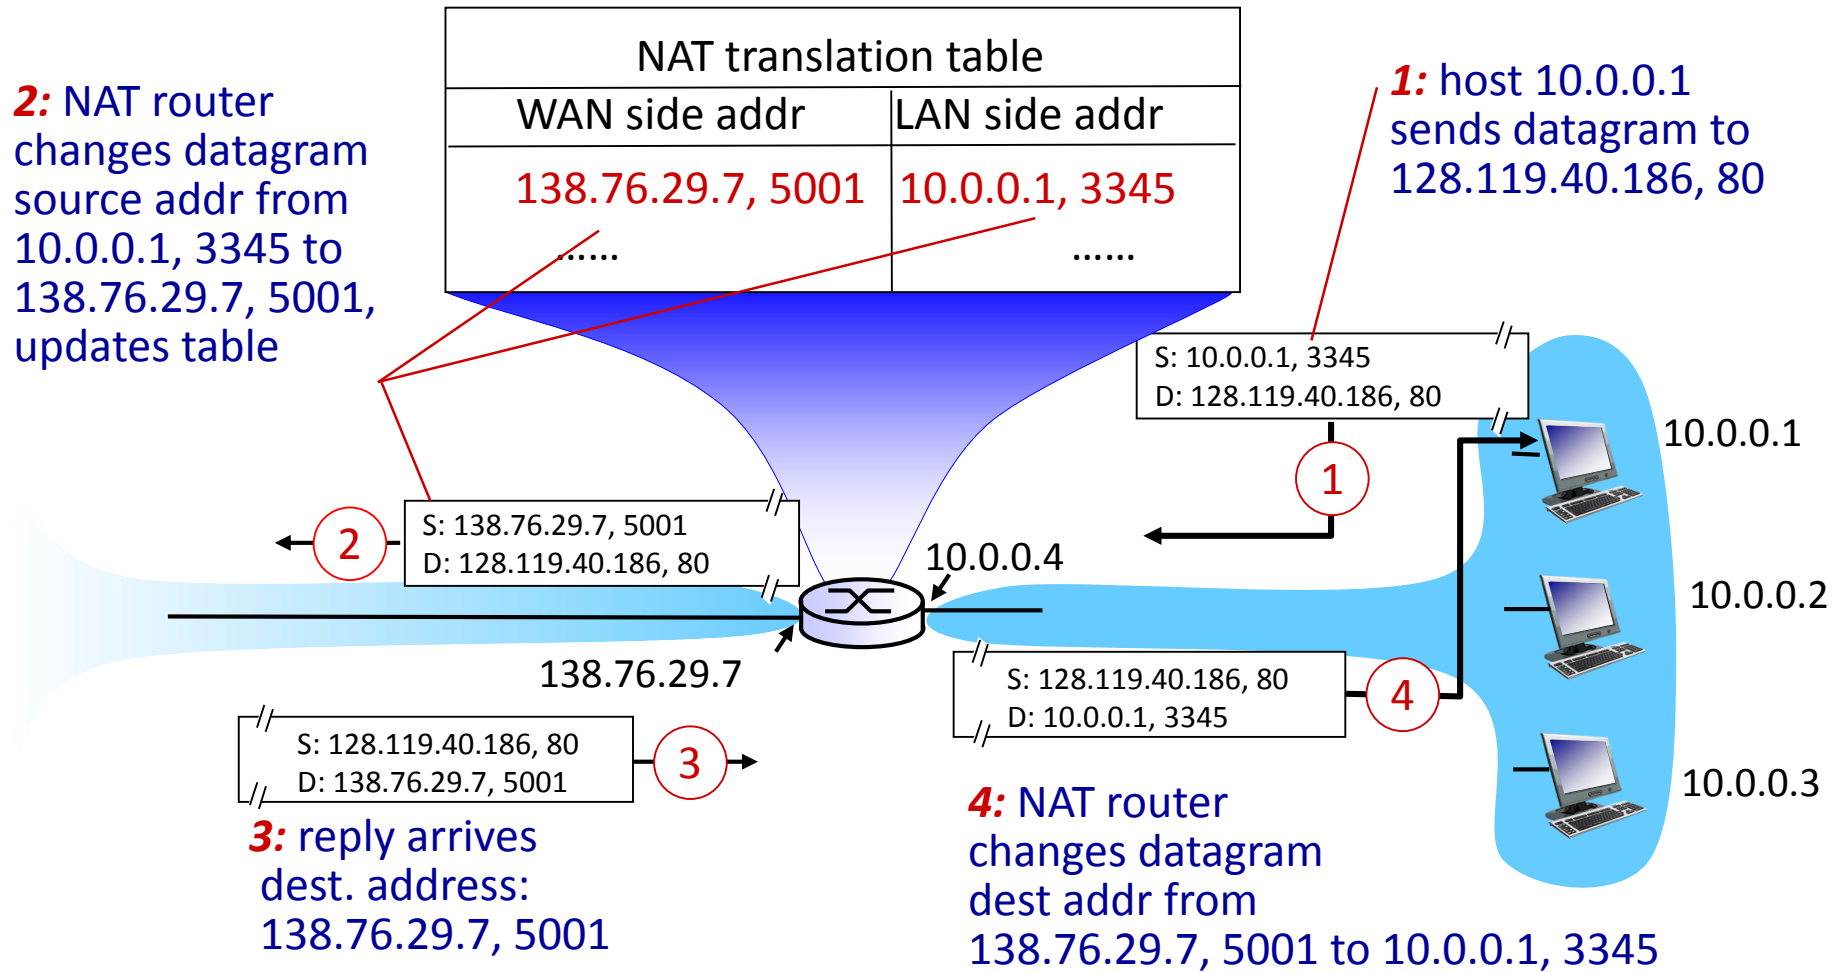 NAT translation table
WAN side addr LAN side addr
138.76.29.7, 5001 10.0.0.1, 3345
...... ......
2: NAT router
changes datagram
source addr from
10.0.0.1, 3345 to
138.76.29.7, 5001,
updates table
1: host 10.0.0.1
sends datagram to
128.119.40.186, 80
S: 10.0.0.1, 3345
D: 128.119.40.186, 80
1
10.0.0.1
S: 138.76.29.7, 5001
D: 128.119.40.186, 80
2
10.0.0.4
10.0.0.2
138.76.29.7
S: 128.119.40.186, 80
D: 10.0.0.1, 3345
4
S: 128.119.40.186, 80
D: 138.76.29.7, 5001
3
10.0.0.3
3: reply arrives
dest. address:
138.76.29.7, 5001
4: NAT router
changes datagram
dest addr from
138.76.29.7, 5001 to 10.0.0.1, 3345